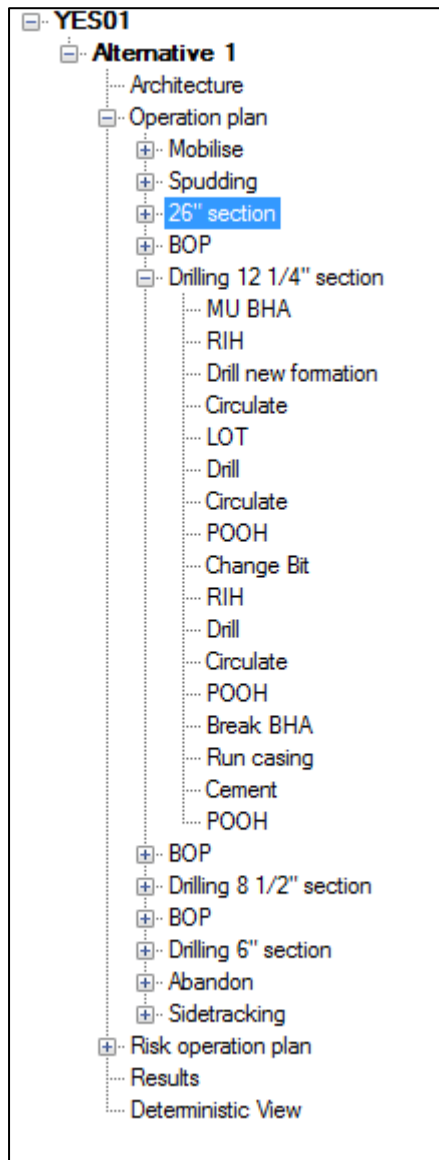 YES01
Alternative 1
Architecture
Operation plan
Mobilise
Spudding
26" section
BOP
Drilling 12 1/4" section
MU BHA
RIH
Drill new formation
Circulate
LOT
Drill
Circulate
POOH
Change Bit
RIH
Drill
Circulate
POOH
Break BHA
Run casing
Cement
POOH
BOP
Drilling 8 1/2" section
BOP
Drilling 6" section
Abandon
Sidetracking
Risk operation plan
Results
Deterministic View